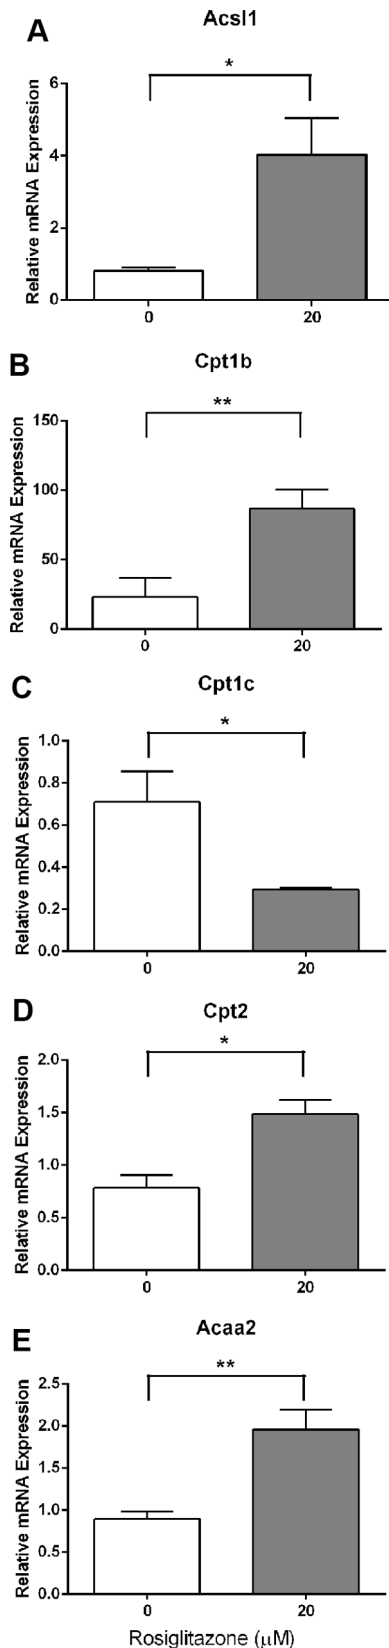 A
Acsl1
*
Relative mRNA Expression
6
4
2
0
0 20
B
Cpt1b
**
Relative mRNA Expression
150
100
50
0
0 20
C
Cpt1c
*
Relative mRNA Expression
1.0
0.8
0.6
0.4
0.2
0.0
0 20
D
Cpt2
*
Relative mRNA Expression
2.0
1.5
1.0
0.5
0.0
0 20
E
Acaa2
**
Relative mRNA Expression
2.5
2.0
1.5
1.0
0.5
0.0
0 20
Rosiglitazone (μM)